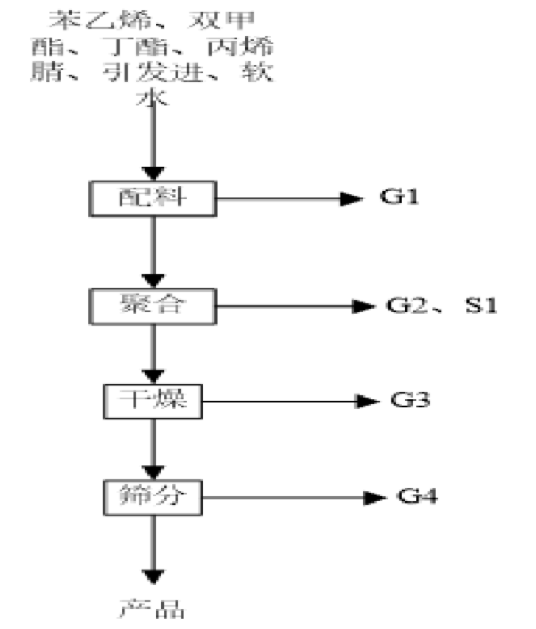 苯乙烯、双甲
酯、丁酯、丙烯
腈、引发进、软
水
配料
G1
聚合
G2、S1
干燥
G3
筛分
G4
产品